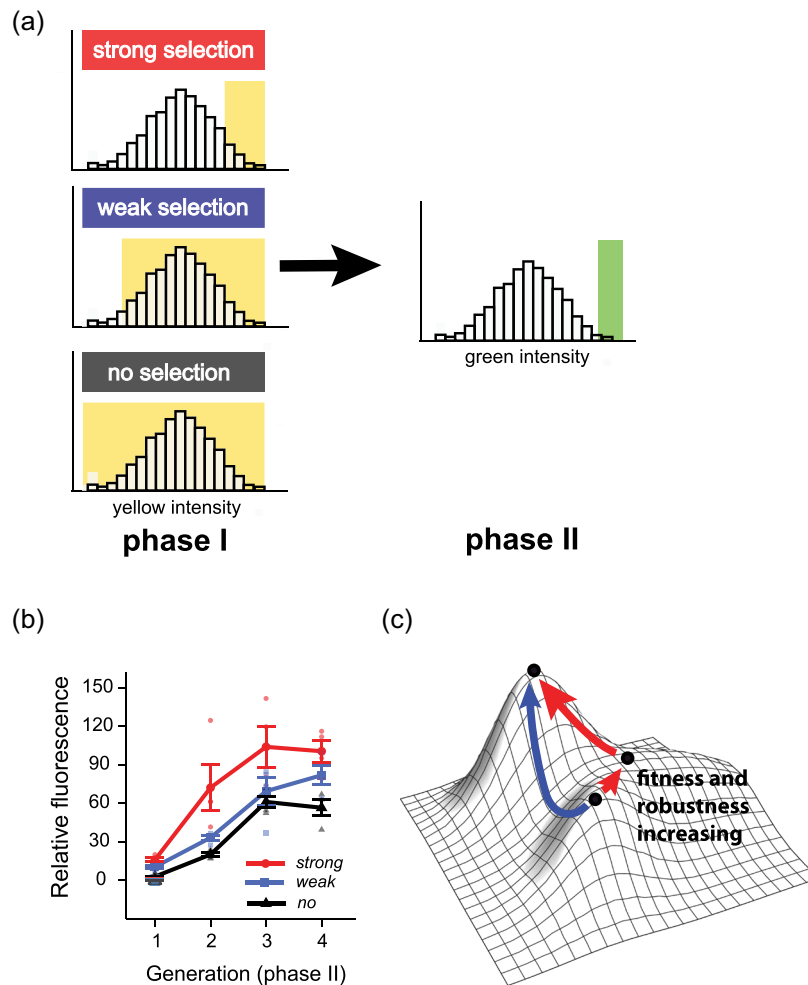 (a)
strong selection
weak selection
no selection
yellow intensity
phase I
green intensity
phase II
(b)
Relative fluorescence
150
120
90
60
30
0
strong
weak
no
1 2 3 4
Generation (phase II)
(c)
fitness and
robustness
increasing